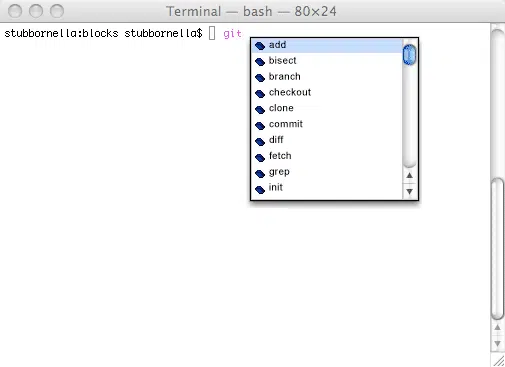 Terminal — bash — 80×24
stubbornella:blocks stubbornella$ git
add
bisect
branch
checkout
clone
commit
diff
fetch
grep
init